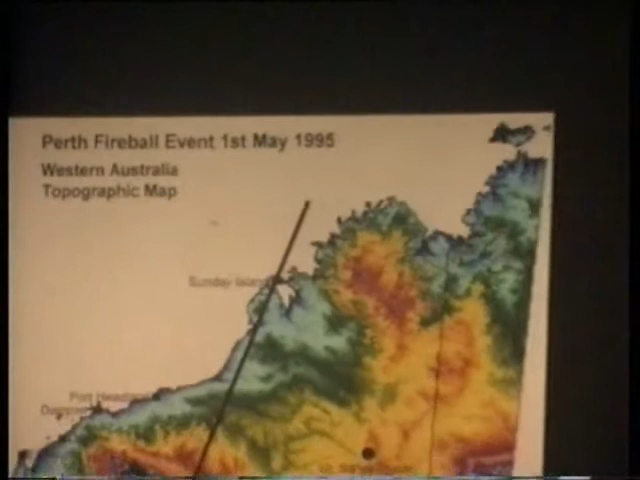 Perth Fireball Event 1st May 1995
Western Australia
Topographic Map
Sunday Island
Port Hedland